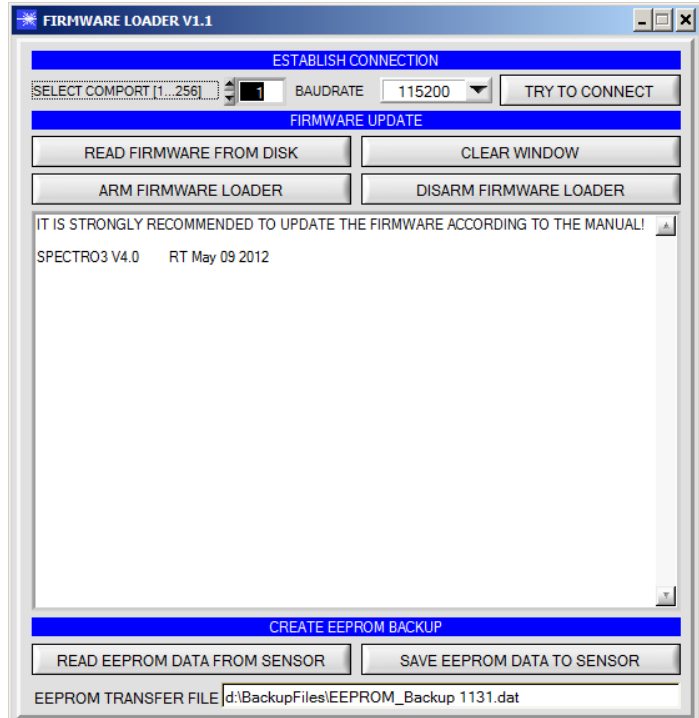 FIRMWARE LOADER V1.1
ESTABLISH CONNECTION
SELECT COMPORT [1...256] 1 BAUDRATE 115200 TRY TO CONNECT
FIRMWARE UPDATE
READ FIRMWARE FROM DISK CLEAR WINDOW
ARM FIRMWARE LOADER DISARM FIRMWARE LOADER
IT IS STRONGLY RECOMMENDED TO UPDATE THE FIRMWARE ACCORDING TO THE MANUAL!
SPECTRO3 V4.0 RT May 09 2012
CREATE EEPROM BACKUP
READ EEPROM DATA FROM SENSOR SAVE EEPROM DATA TO SENSOR
EEPROM TRANSFER FILE d:\BackupFiles\EEPROM_Backup 1131.dat